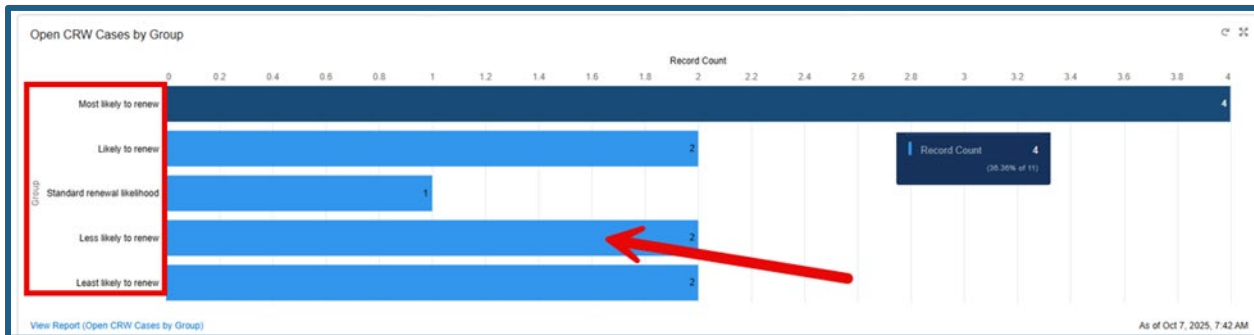 Open CRW Cases by Group
Record Count
0 0.2 0.4 0.6 0.8 1 1.2 1.4 1.6 1.8 2 2.2 2.4 2.6 2.8 3 3.2 3.4 3.6 3.8 4
Group
Most likely to renew 4
Likely to renew 2
Record Count 4
(36.36% of 11)
Standard renewal likelihood 1
Less likely to renew 2
Least likely to renew 2
View Report (Open CRW Cases by Group) As of Oct 7, 2025, 7:42 AM